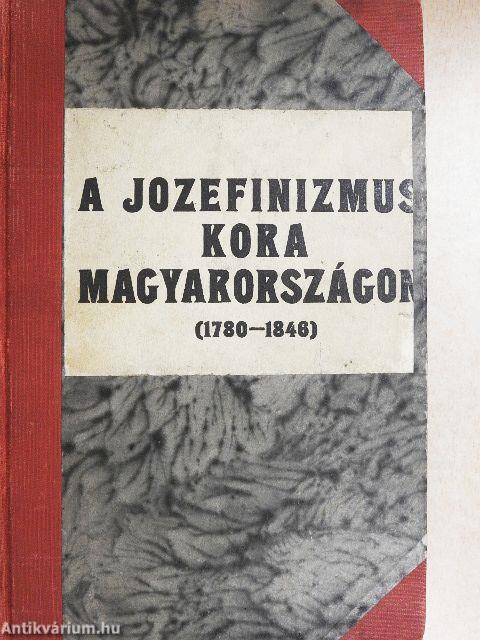 A JOZEFINIZMUS
KORA
MAGYARORSZÁGON
(1780—1846)
Antikvárium.hu